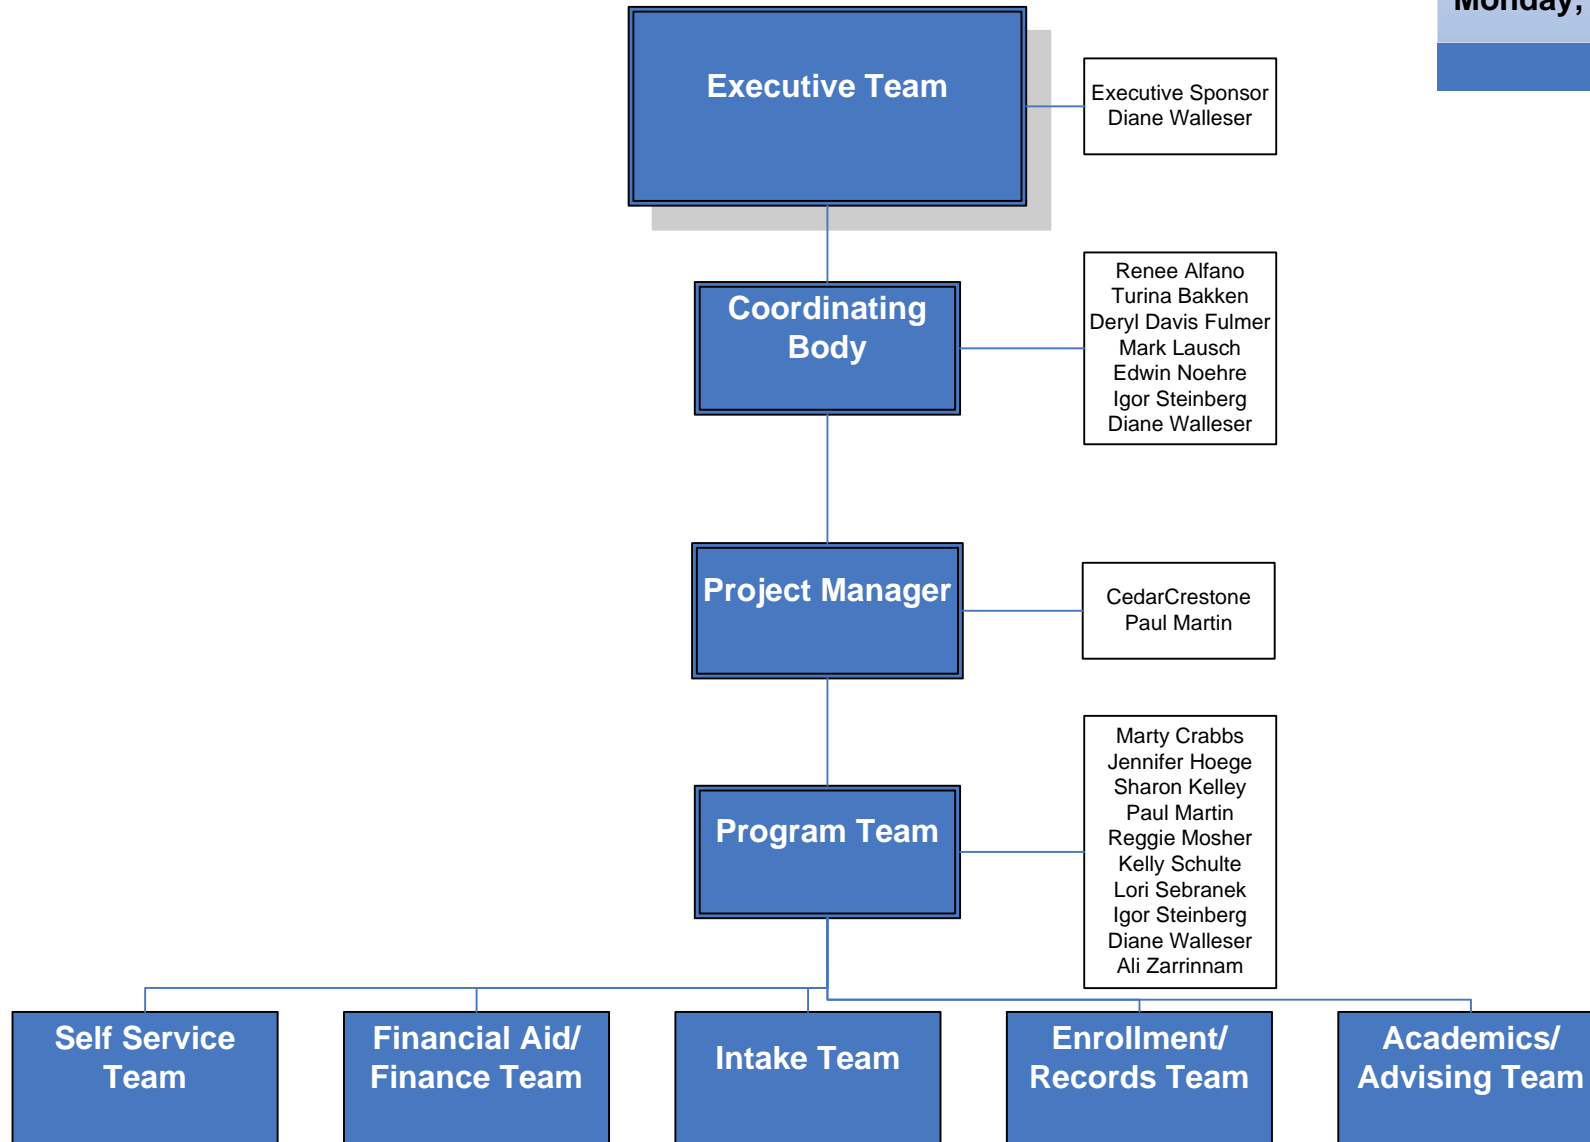 Monday,
Executive Team
Executive Sponsor
Diane Walleser
Coordinating
Body
Renee Alfano
Turina Bakken
Deryl Davis Fulmer
Mark Lausch
Edwin Noehre
Igor Steinberg
Diane Walleser
Project Manager
CedarCrestone
Paul Martin
Program Team
Marty Crabbs
Jennifer Hoege
Sharon Kelley
Paul Martin
Reggie Mosher
Kelly Schulte
Lori Sebranek
Igor Steinberg
Diane Walleser
Ali Zarrinnam
Self Service
Team
Financial Aid/
Finance Team
Intake Team
Enrollment/
Records Team
Academics/
Advising Team